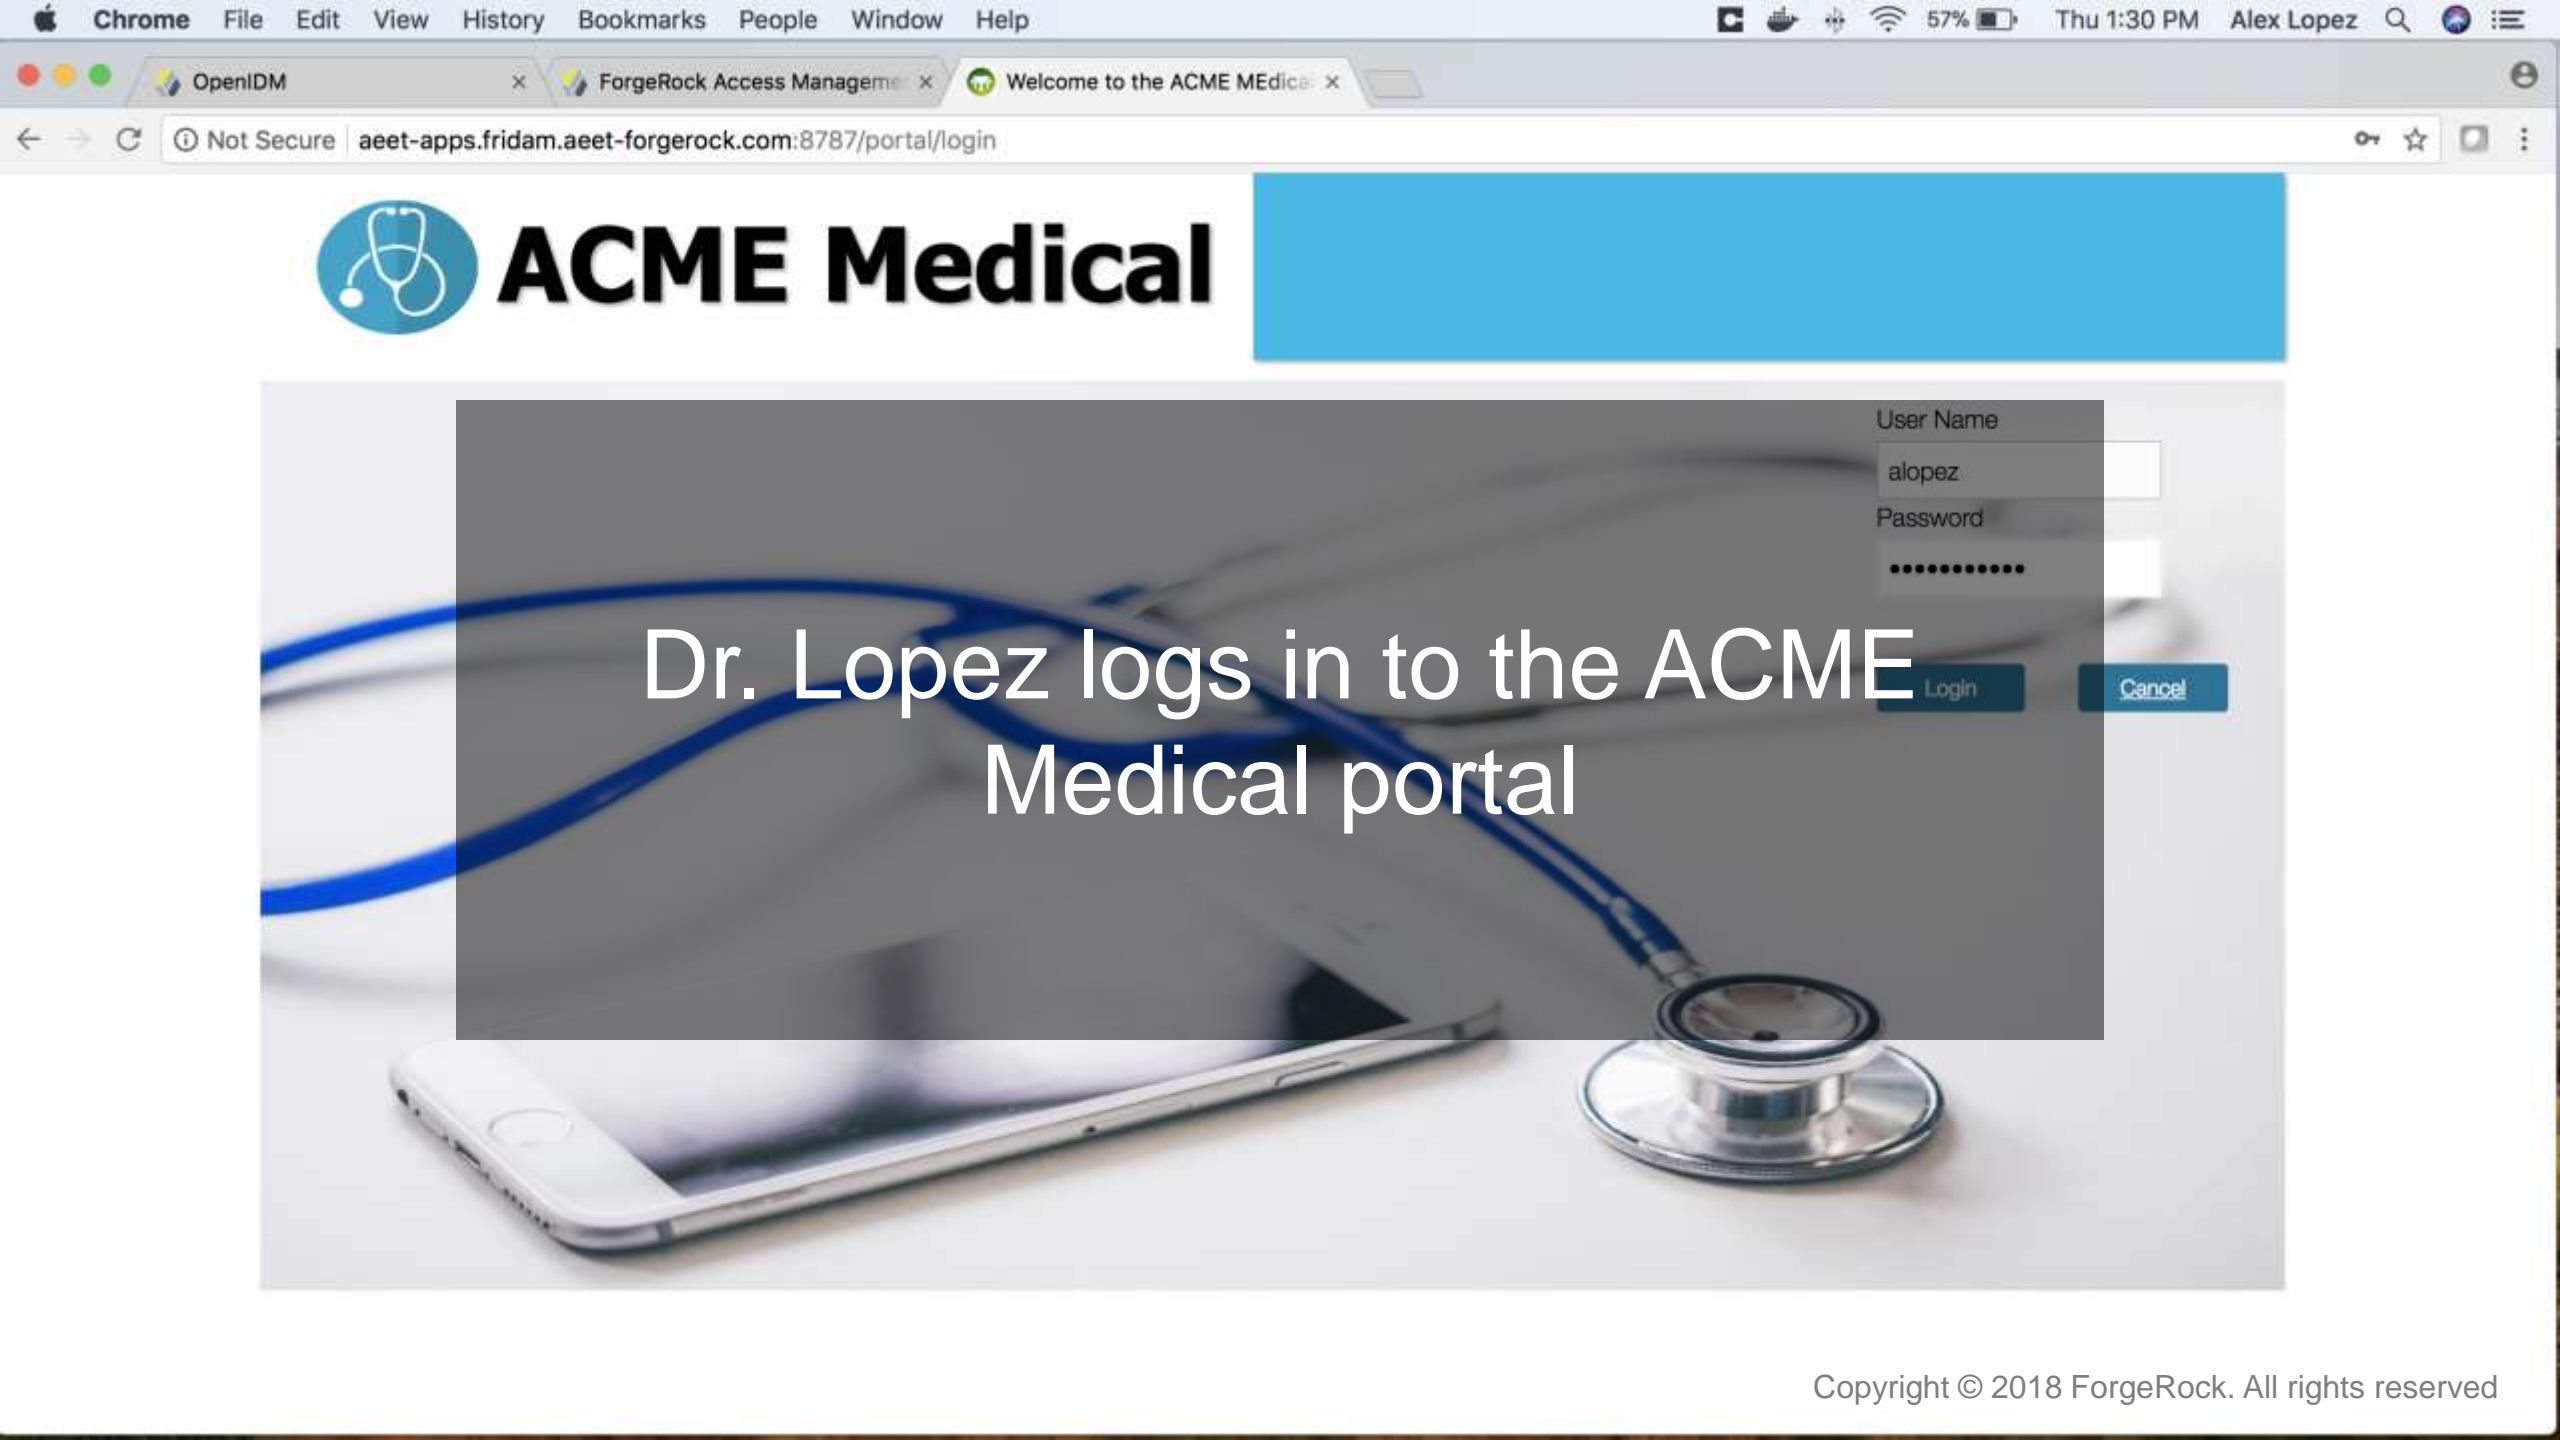 Chrome File Edit View History Bookmarks People Window Help 57% Thu 1:30 PM Alex Lopez
OpenIDM ForgeRock Access Manageme Welcome to the ACME MEdical
Not Secure aeet-apps.fridam.aeet-forgerock.com:8787/portal/login
ACME Medical
User Name
alopez
Password
Dr. Lopez logs in to the ACME
Login Cancel
Medical portal
Copyright © 2018 ForgeRock. All rights reserved